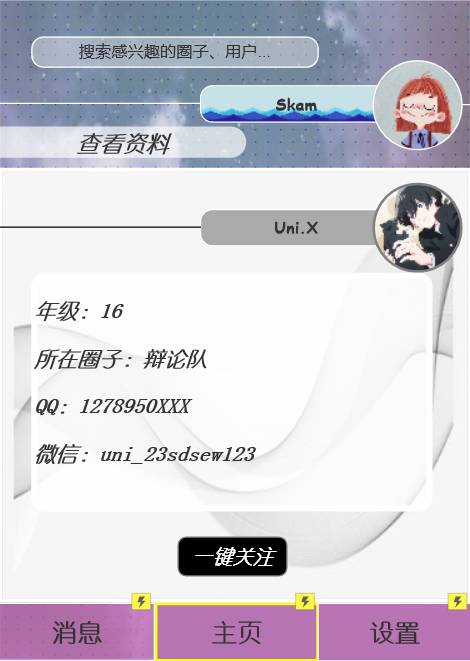 搜索感兴趣的圈子、用户...
Skam
查看资料
Uni.X
年级：16
所在圈子：辩论队
QQ：1278950XXX
微信：uni_23sdsew123
一键关注
消息 主页 设置